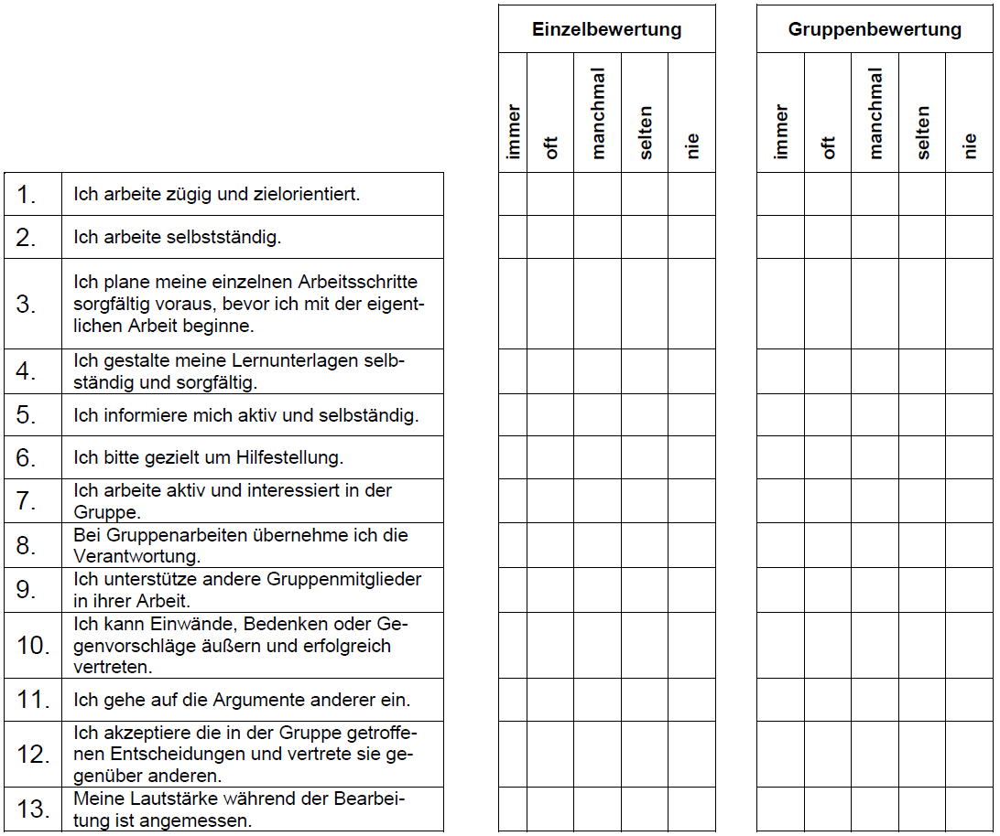 Einzelbewertung
Gruppenbewertung
immer
oft
manchmal
selten
nie
immer
oft
manchmal
selten
nie
1. Ich arbeite zügig und zielorientiert.
2. Ich arbeite selbstständig.
3. Ich plane meine einzelnen Arbeitsschritte
sorgfältig voraus, bevor ich mit der eigent-
lichen Arbeit beginne.
4. Ich gestalte meine Lernunterlagen selb-
ständig und sorgfältig.
5. Ich informiere mich aktiv und selbständig.
6. Ich bitte gezielt um Hilfestellung.
7. Ich arbeite aktiv und interessiert in der
Gruppe.
8. Bei Gruppenarbeiten übernehme ich die
Verantwortung.
9. Ich unterstütze andere Gruppenmitglieder
in ihrer Arbeit.
10. Ich kann Einwände, Bedenken oder Ge-
genvorschläge äußern und erfolgreich
vertreten.
11. Ich gehe auf die Argumente anderer ein.
12. Ich akzeptiere die in der Gruppe getroffe-
nen Entscheidungen und vertrete sie ge-
genüber anderen.
13. Meine Lautstärke während der Bearbei-
tung ist angemessen.